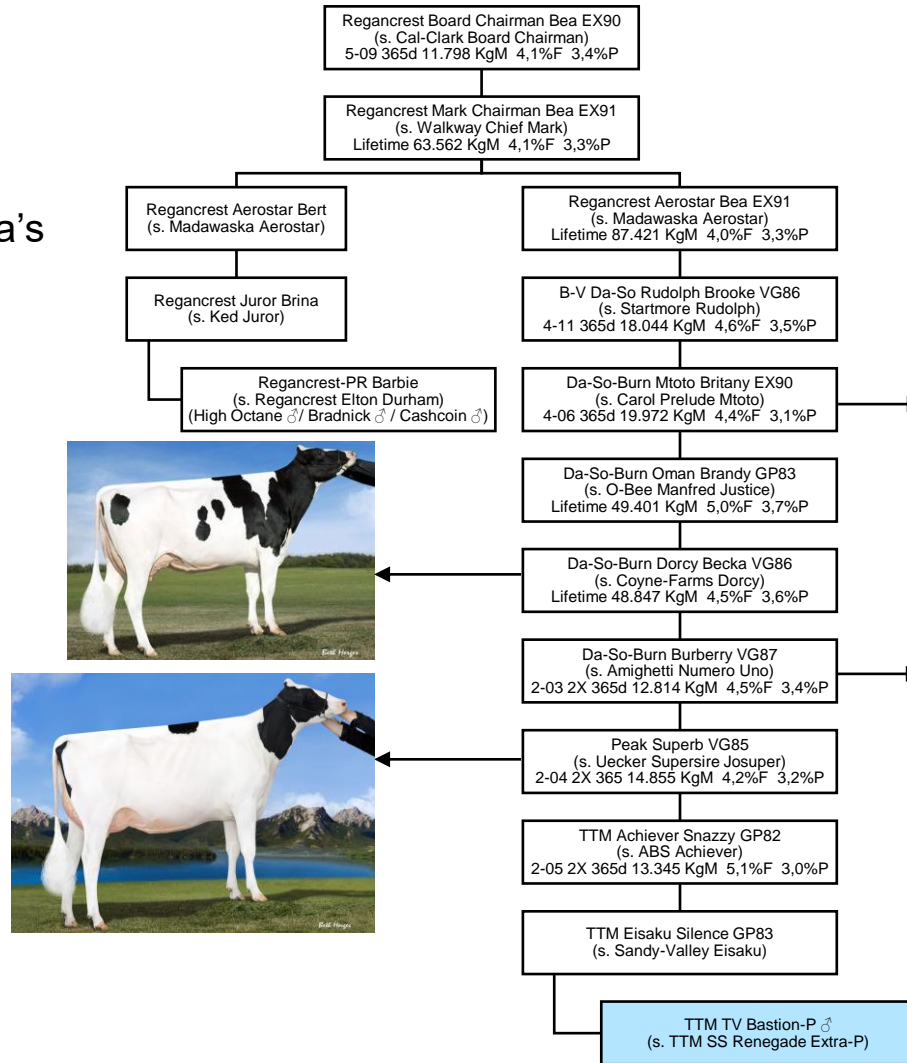 Regancrest Board Chairman Bea EX90
(s. Cal-Clark Board Chairman)
5-09 365d 11.798 KgM 4,1%F 3,4%P
Regancrest Mark Chairman Bea EX91
(s. Walkway Chief Mark)
Lifetime 63.562 KgM 4,1%F 3,3%P
a's
Regancrest Aerostar Bert
(s. Madawaska Aerostar)
Regancrest Aerostar Bea EX91
(s. Madawaska Aerostar)
Lifetime 87.421 KgM 4,0%F 3,3%P
Regancrest Juror Brina
(s. Ked Juror)
B-V Da-So Rudolph Brooke VG86
(s. Startmore Rudolph)
4-11 365d 18.044 KgM 4,6%F 3,5%P
Regancrest-PR Barbie
(s. Regancrest Elton Durham)
(High Octane ♂/ Bradnick ♂ / Cashcoin ♂)
Da-So-Burn Mtoto Britany EX90
(s. Carol Prelude Mtoto)
4-06 365d 19.972 KgM 4,4%F 3,1%P
Da-So-Burn Oman Brandy GP83
(s. O-Bee Manfred Justice)
Lifetime 49.401 KgM 5,0%F 3,7%P
Da-So-Burn Dorcy Becka VG86
(s. Coyne-Farms Dorcy)
Lifetime 48.847 KgM 4,5%F 3,6%P
Beth Herges
Da-So-Burn Burberry VG87
(s. Amighetti Numero Uno)
2-03 2X 365d 12.814 KgM 4,5%F 3,4%P
Peak Superb VG85
(s. Uecker Supersire Josuper)
2-04 2X 365 14.855 KgM 4,2%F 3,2%P
TTM Achiever Snazzy GP82
(s. ABS Achiever)
2-05 2X 365d 13.345 KgM 5,1%F 3,0%P
Beth Herges
TTM Eisaku Silence GP83
(s. Sandy-Valley Eisaku)
TTM TV Bastion-P ♂
(s. TTM SS Renegade Extra-P)